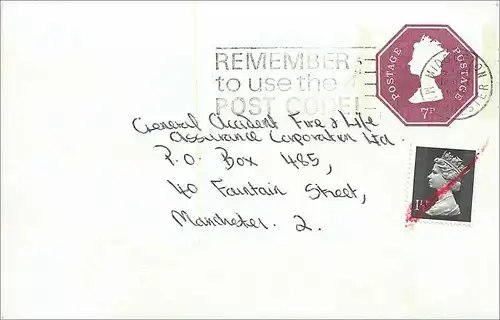 REMEMBER
to use the
POST CODE!
POSTAGE POSTAGE
7P
General Accident Fire & Life
Assurance Corporation Ltd.
P.O. Box 485,
40 Fountain Street,
Manchester. 2.